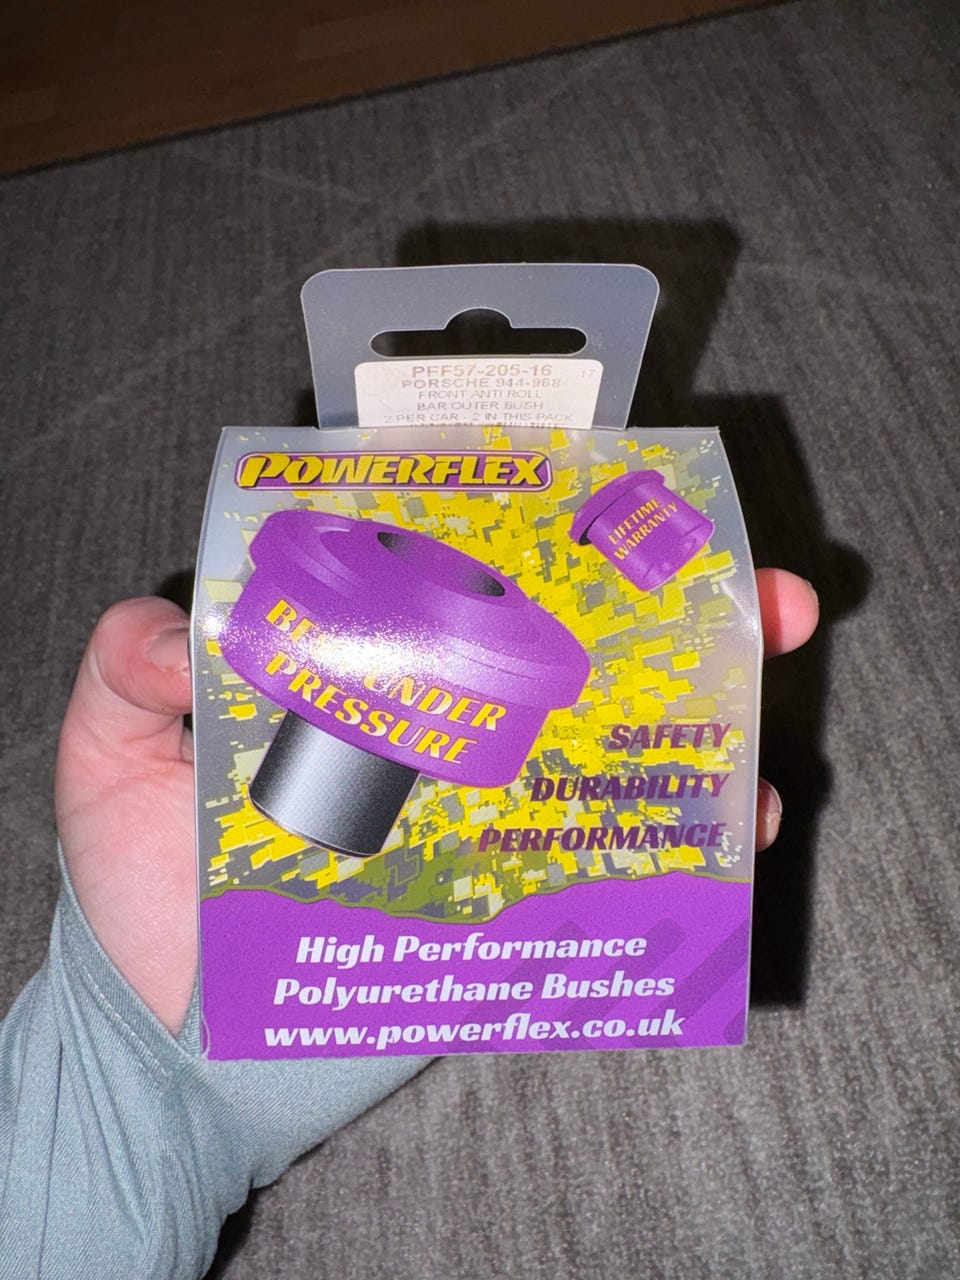 PFF57-205-16 17
PORSCHE 944-968
FRONT ANTI ROLL
BAR OUTER BUSH
2 PER CAR - 2 IN THIS PACK
POWERFLEX
LIFETIME
WARRANTY
UNDER
PRESSURE
SAFETY
DURABILITY
PERFORMANCE
High Performance
Polyurethane Bushes
www.powerflex.co.uk